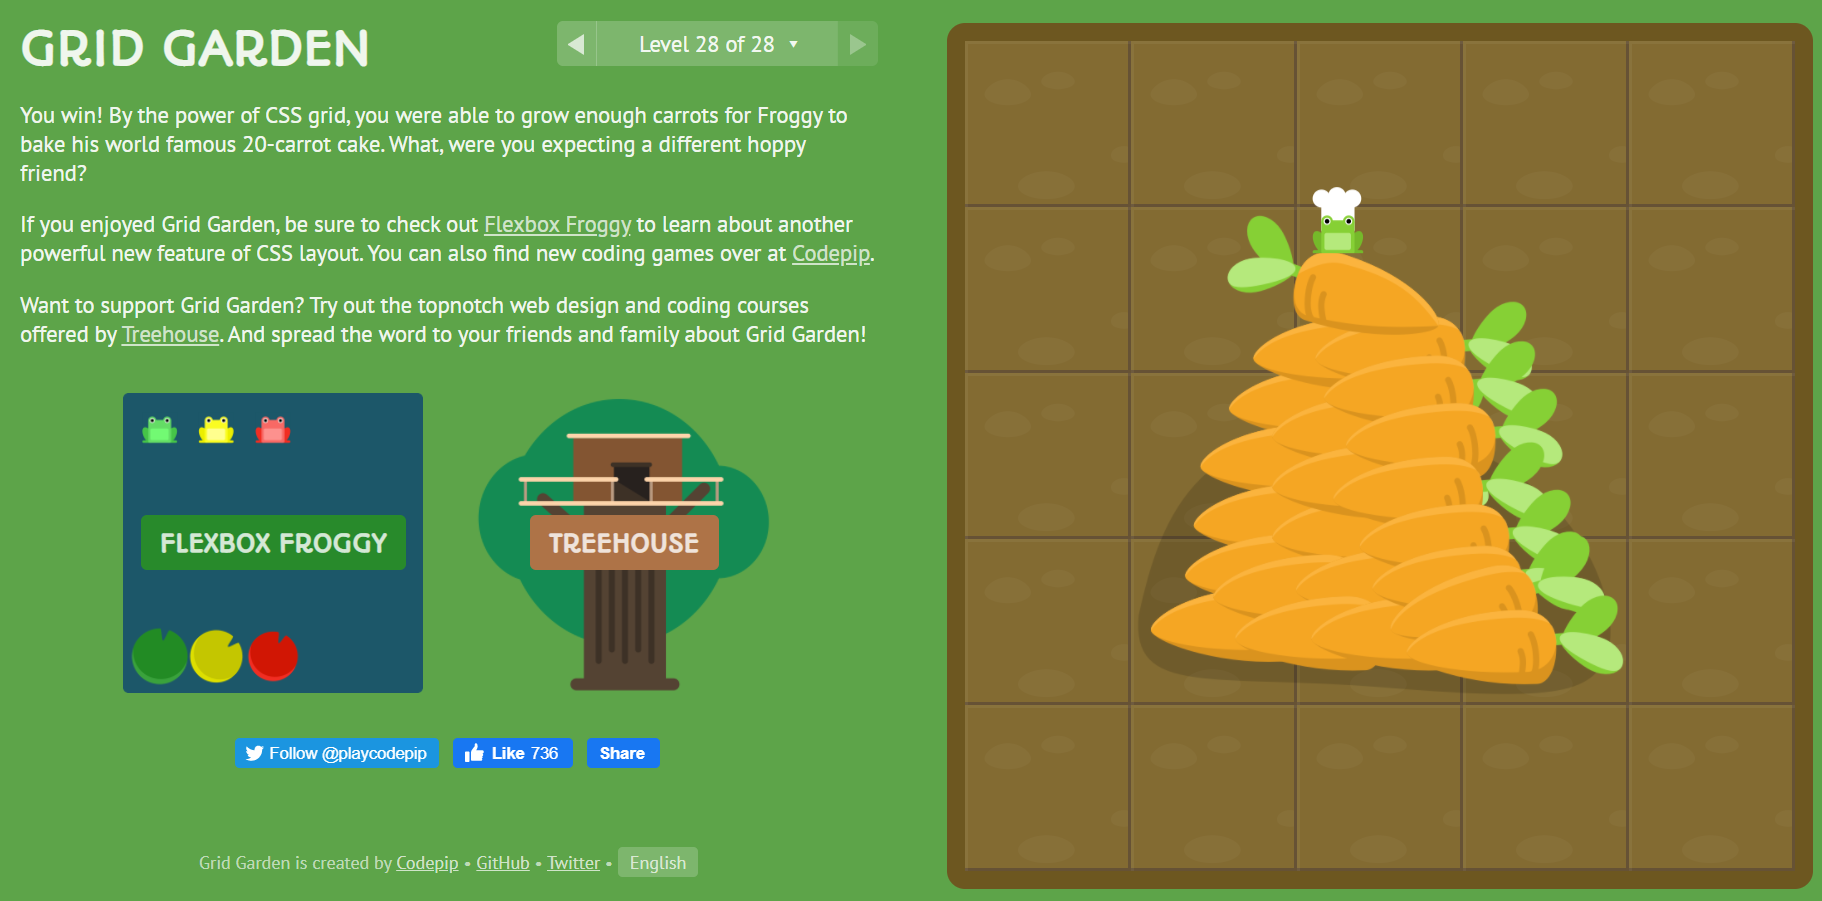 GRID GARDEN
Level 28 of 28
You win! By the power of CSS grid, you were able to grow enough carrots for Froggy to
bake his world famous 20-carrot cake. What, were you expecting a different hoppy
friend?
If you enjoyed Grid Garden, be sure to check out Flexbox Froggy to learn about another
powerful new feature of CSS layout. You can also find new coding games over at Codepip.
Want to support Grid Garden? Try out the topnotch web design and coding courses
offered by Treehouse. And spread the word to your friends and family about Grid Garden!
FLEXBOX FROGGY
TREEHOUSE
Follow @playcodepip
Like 736
Share
Grid Garden is created by Codepip • GitHub • Twitter • English